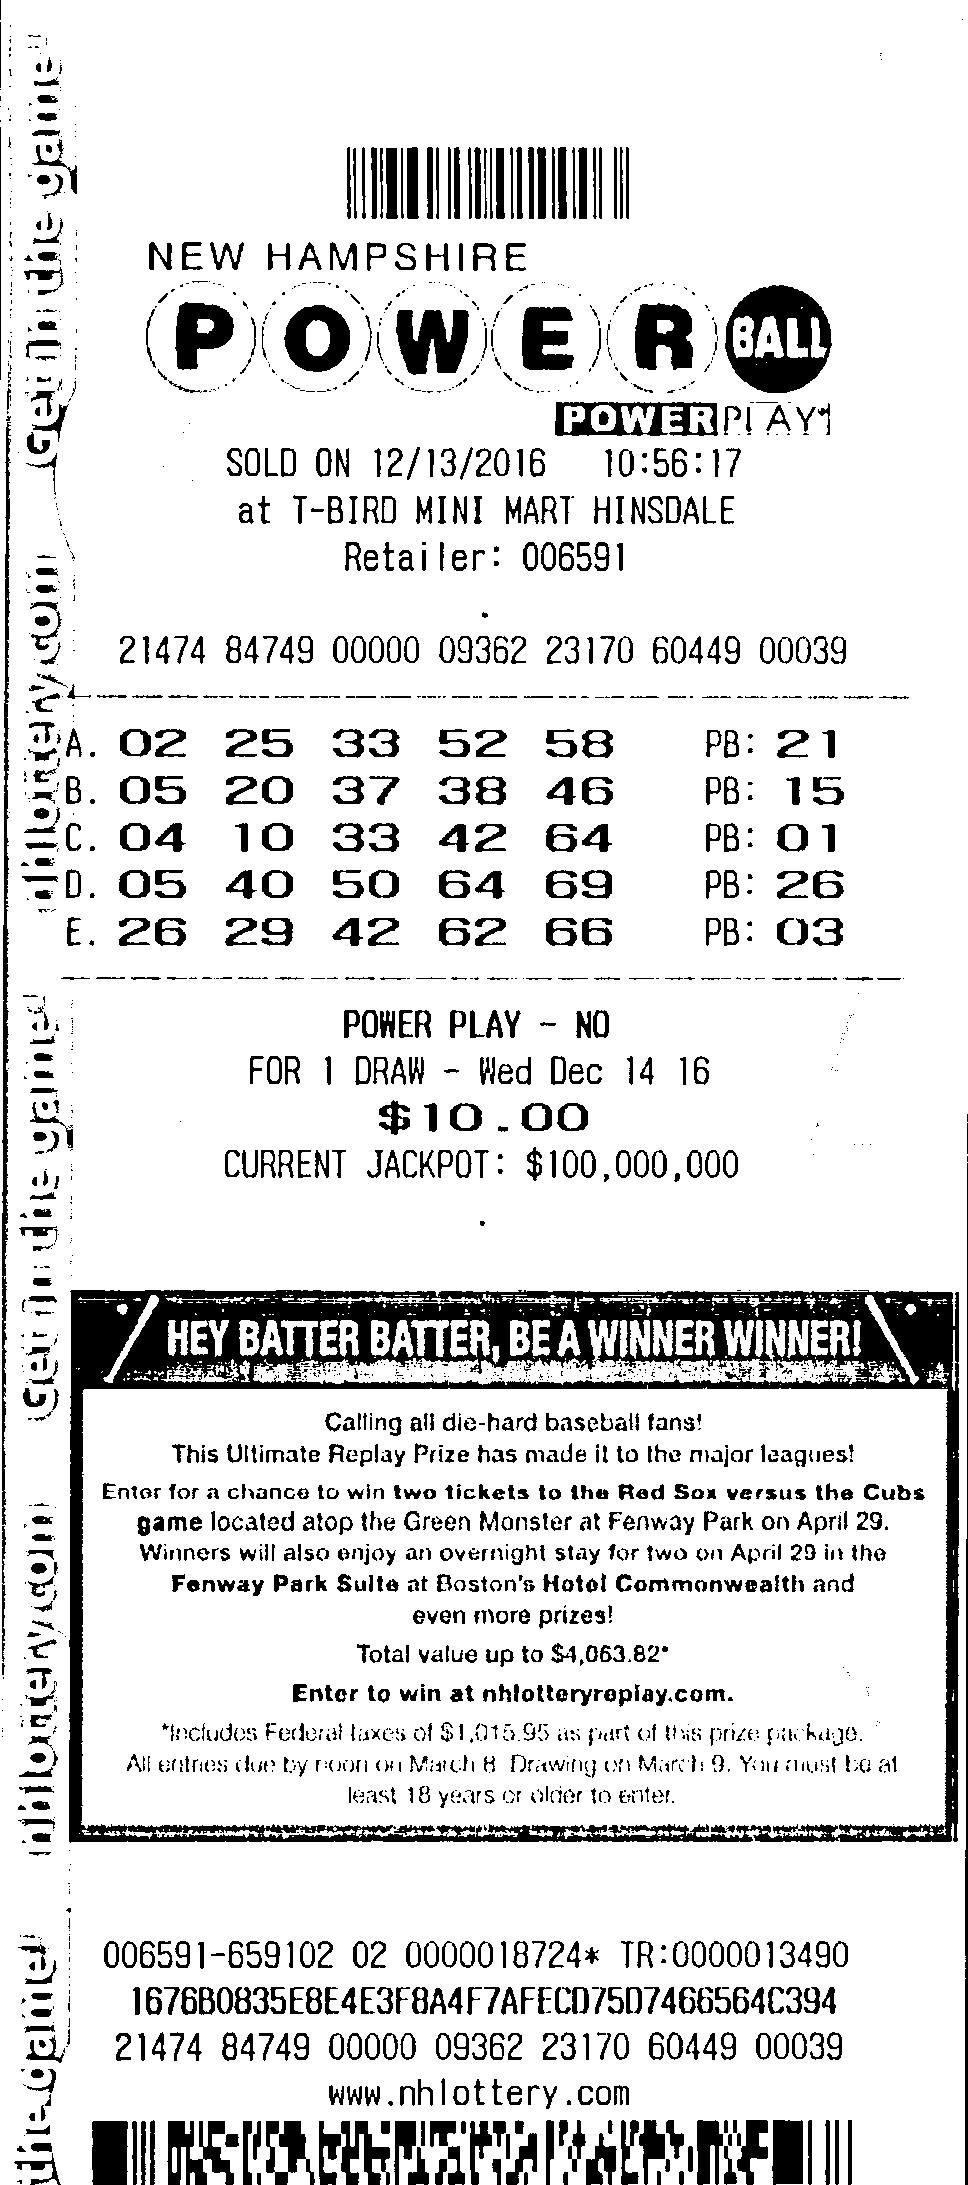 NEW HAMPSHIRE
POWERBALL
POWERPLAY
SOLD ON 12/13/2016 10:56:17
at T-BIRD MINI MART HINSDALE
Retailer: 006591
21474 84749 00000 09362 23170 60449 00039
A. 02 25 33 52 58 PB: 21
B. 05 20 37 38 46 PB: 15
C. 04 10 33 42 64 PB: 01
D. 05 40 50 64 69 PB: 26
E. 26 29 42 62 66 PB: 03
POWER PLAY - NO
FOR 1 DRAW - Wed Dec 14 16
$10.00
CURRENT JACKPOT: $100,000,000
HEY BATTER BATTER, BE A WINNER WINNER!
Calling all die-hard baseball fans!
This Ultimate Replay Prize has made it to the major leagues!
Enter for a chance to win two tickets to the Red Sox versus the Cubs
game located atop the Green Monster at Fenway Park on April 29.
Winners will also enjoy an overnight stay for two on April 29 in the
Fenway Park Suite at Boston's Hotel Commonwealth and
even more prizes!
Total value up to $4,063.82*
Enter to win at nhlotteryreplay.com.
*Includes Federal taxes of $1,015.95 as part of this prize package.
All entries due by noon on March 8. Drawing on March 9. You must be at
least 18 years or older to enter.
006591-659102 02 0000018724* TR:0000013490
1676B0835E8E4E3F8A4F7AFECD75D7466564C394
21474 84749 00000 09362 23170 60449 00039
www.nhlottery.com
Get in the game
nhlottery.com
Get in the game
nhlottery.com
the game